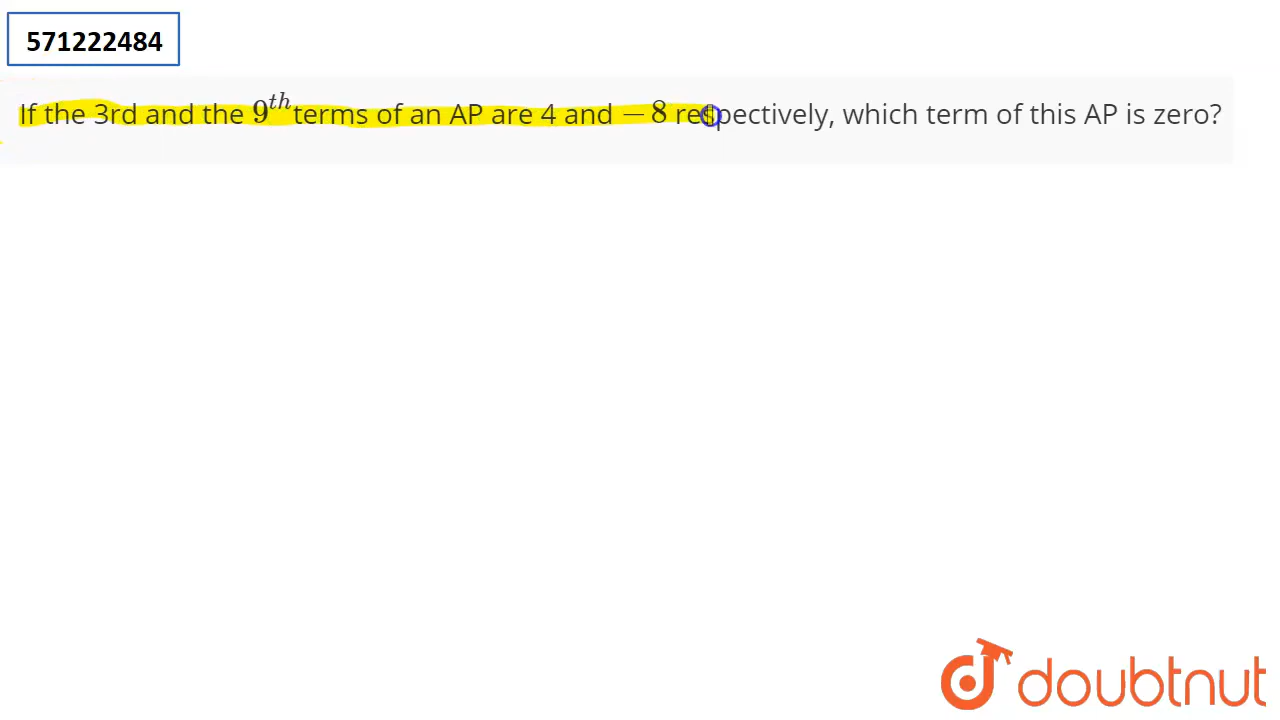 571222484
If the 3rd and the 9^{th} terms of an AP are 4 and −8 respectively, which term of this AP is zero?
doubtnut